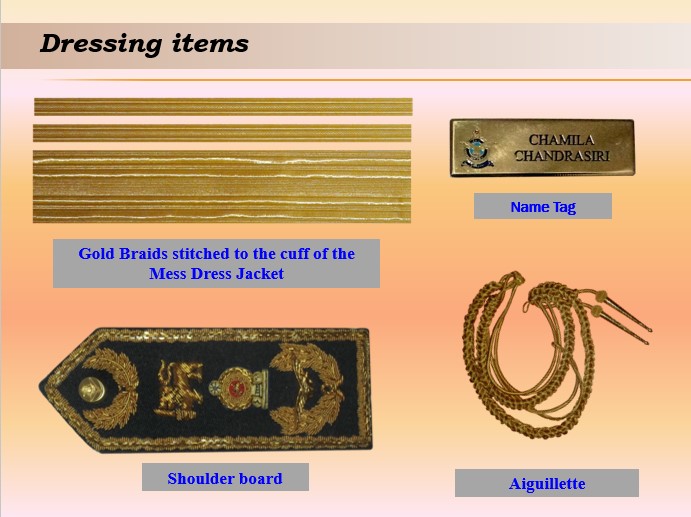 Dressing items
CHAMILA
CHANDRASIRI
Name Tag
Gold Braids stitched to the cuff of the
Mess Dress Jacket
Shoulder board
Aiguillette